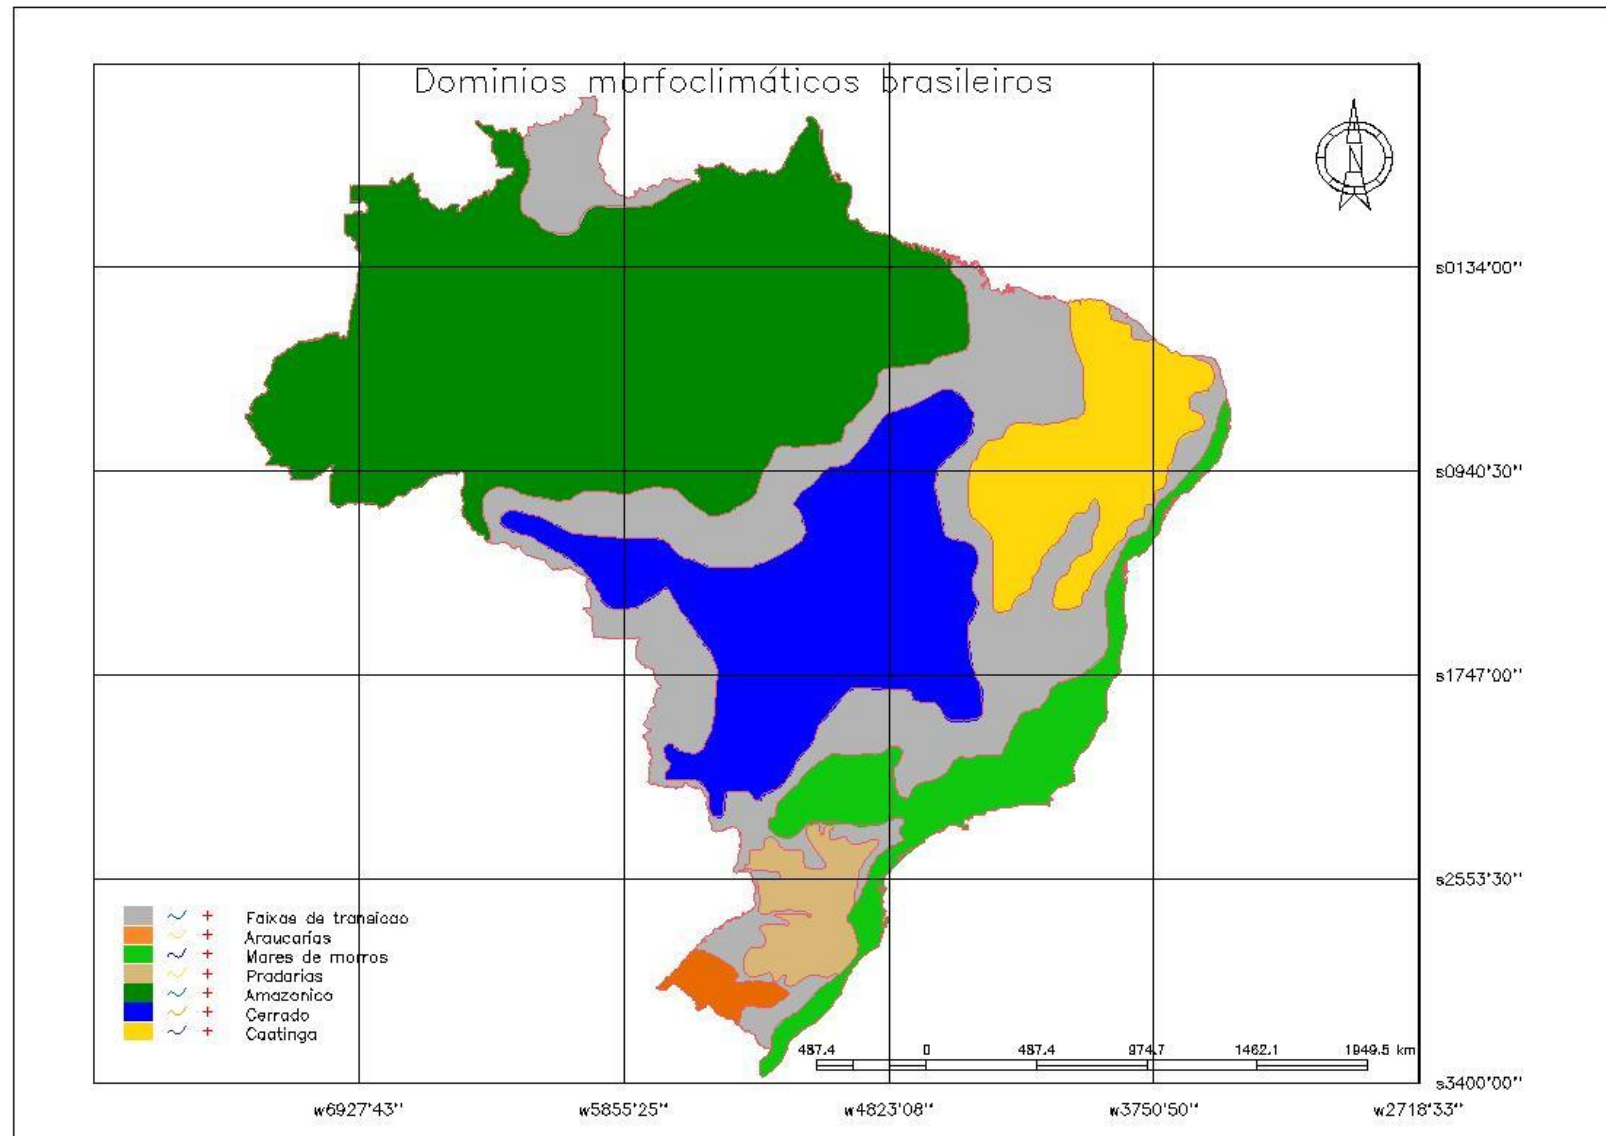 Dominios morfoclimáticos brasileiros
N
s0134'00"
s0940'30"
s1747'00"
s2553'30"
Faixas de transicao
Araucarias
Mares de morros
Pradarias
Amazonico
Cerrado
Caatinga
487.4 0 487.4 974.7 1462.1 1949.5 km
s3400'00"
w6927'43" w5855'25" w4823'08" w3750'50" w2718'33"